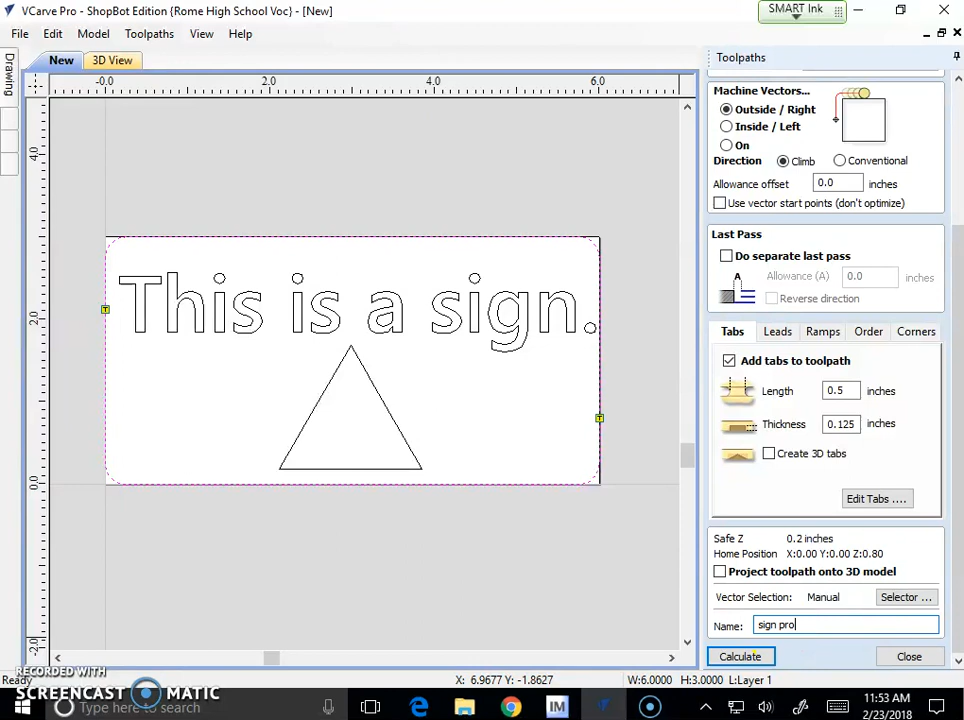 VCarve Pro - ShopBot Edition {Rome High School Voc} - [New]
SMART Ink
File Edit Model Toolpaths View Help
Drawing
New 3D View
Toolpaths
-0.0 2.0 4.0 6.0
4.0
2.0
0.0
-2.0
This is a sign.
T
T
Machine Vectors...
Outside / Right
Inside / Left
On
Direction Climb Conventional
Allowance offset 0.0 inches
Use vector start points (don't optimize)
Last Pass
Do separate last pass
A Allowance (A) 0.0 inches
Reverse direction
Tabs Leads Ramps Order Corners
Add tabs to toolpath
Length 0.5 inches
Thickness 0.125 inches
Create 3D tabs
Edit Tabs ....
Safe Z 0.2 inches
Home Position X:0.00 Y:0.00 Z:0.80
Project toolpath onto 3D model
Vector Selection: Manual Selector ...
Name: sign pro
Calculate Close
Ready X: 6.9677 Y: -1.8627 W:6.0000 H:3.0000 L:Layer 1
RECORDED WITH
SCREENCAST MATIC
Type here to search
IM
11:53 AM
2/23/2018